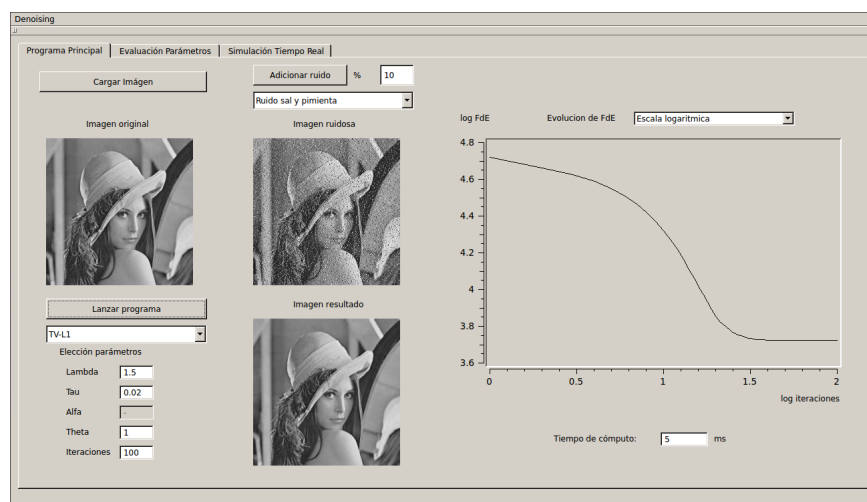 Denoising
Programa Principal
Evaluación Parámetros
Simulación Tiempo Real
Cargar Imágen
Adicionar ruido
%
10
Ruido sal y pimienta
Imagen original
Imagen ruidosa
Lanzar programa
TV-L1
Elección parámetros
Lambda 1.5
Tau 0.02
Alfa -
Theta 1
Iteraciones 100
Imagen resultado
log FdE
Evolucion de FdE
Escala logaritmica
4.8
4.6
4.4
4.2
4
3.8
3.6
0 0.5 1 1.5 2
log iteraciones
Tiempo de cómputo: 5 ms